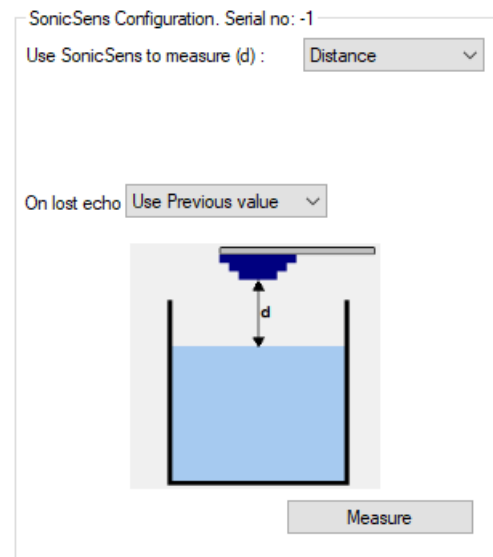 SonicSens Configuration. Serial no: -1
Use SonicSens to measure (d) : Distance
On lost echo Use Previous value
d
Measure